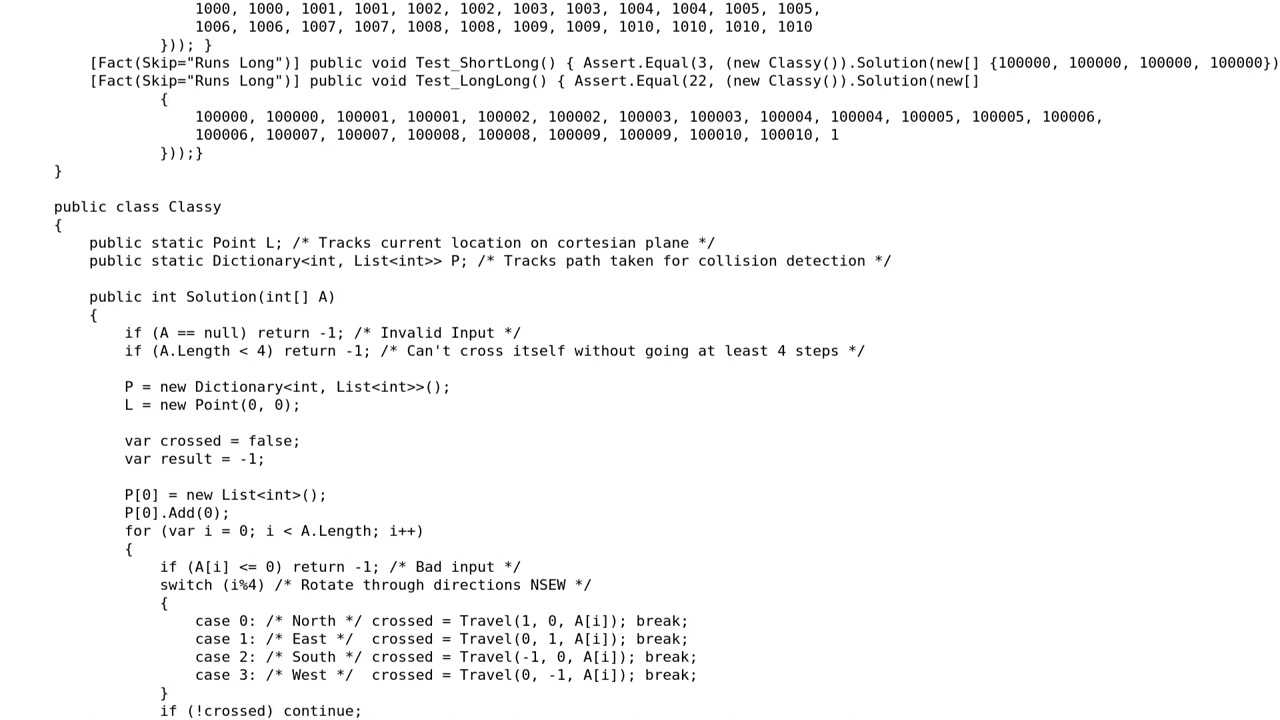 1000, 1000, 1001, 1001, 1002, 1002, 1003, 1003, 1004, 1004, 1005, 1005,
1006, 1006, 1007, 1007, 1008, 1008, 1009, 1009, 1010, 1010, 1010, 1010
})); }
[Fact(Skip="Runs Long")] public void Test_ShortLong() { Assert.Equal(3, (new Classy()).Solution(new[] {100000, 100000, 100000, 100000})
[Fact(Skip="Runs Long")] public void Test_LongLong() { Assert.Equal(22, (new Classy()).Solution(new[]
{
100000, 100000, 100001, 100001, 100002, 100002, 100003, 100003, 100004, 100004, 100005, 100005, 100006,
100006, 100007, 100007, 100008, 100008, 100009, 100009, 100010, 100010, 1
}));}
}
public class Classy
{
public static Point L; /* Tracks current location on cortesian plane */
public static Dictionary<int, List<int>> P; /* Tracks path taken for collision detection */
public int Solution(int[] A)
{
if (A == null) return -1; /* Invalid Input */
if (A.Length < 4) return -1; /* Can't cross itself without going at least 4 steps */
P = new Dictionary<int, List<int>>();
L = new Point(0, 0);
var crossed = false;
var result = -1;
P[0] = new List<int>();
P[0].Add(0);
for (var i = 0; i < A.Length; i++)
{
if (A[i] <= 0) return -1; /* Bad input */
switch (i%4) /* Rotate through directions NSEW */
{
case 0: /* North */ crossed = Travel(1, 0, A[i]); break;
case 1: /* East */  crossed = Travel(0, 1, A[i]); break;
case 2: /* South */ crossed = Travel(-1, 0, A[i]); break;
case 3: /* West */  crossed = Travel(0, -1, A[i]); break;
}
if (!crossed) continue;